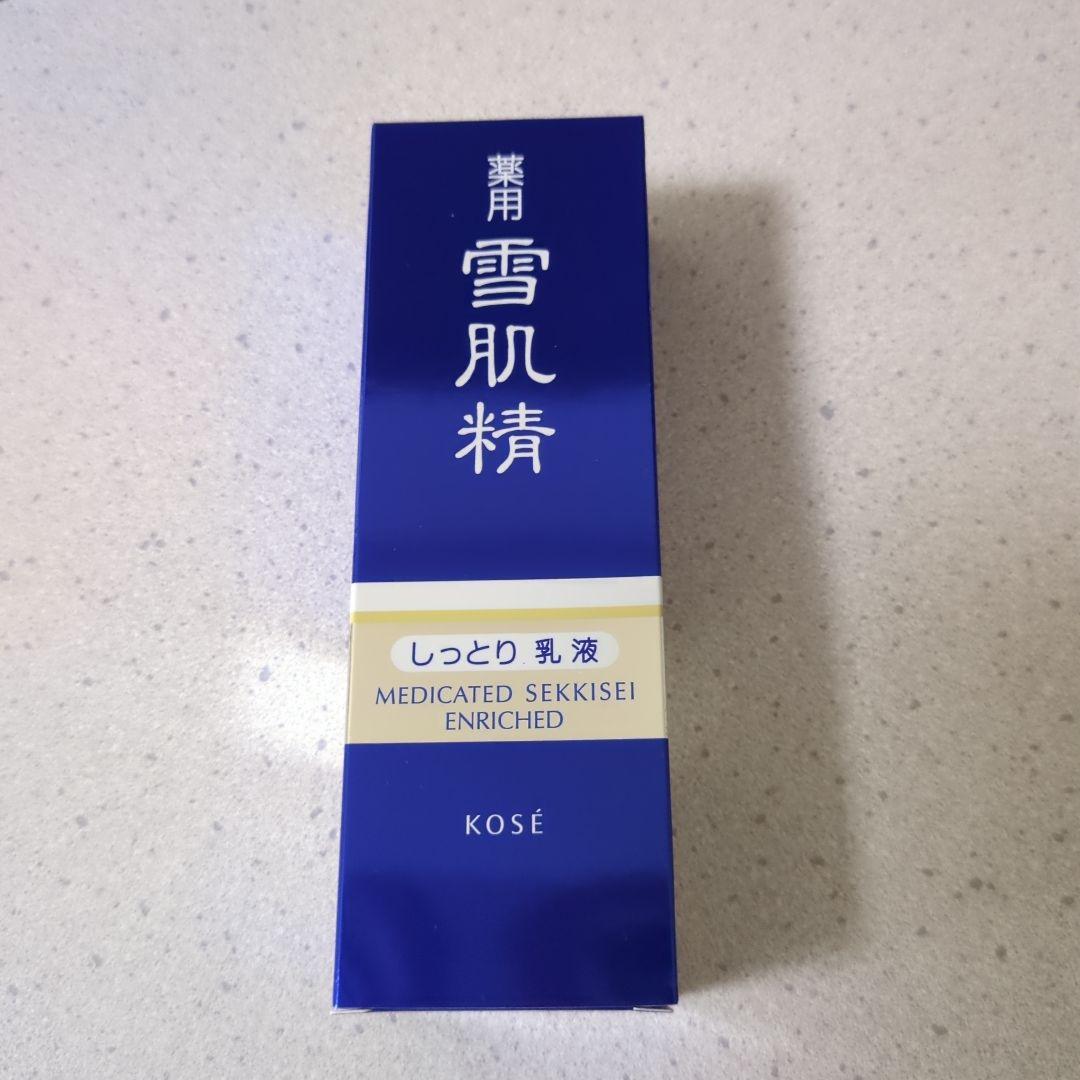 薬用
雪肌精
しっとり 乳液
MEDICATED SEKKISEI
ENRICHED
KOSÉ